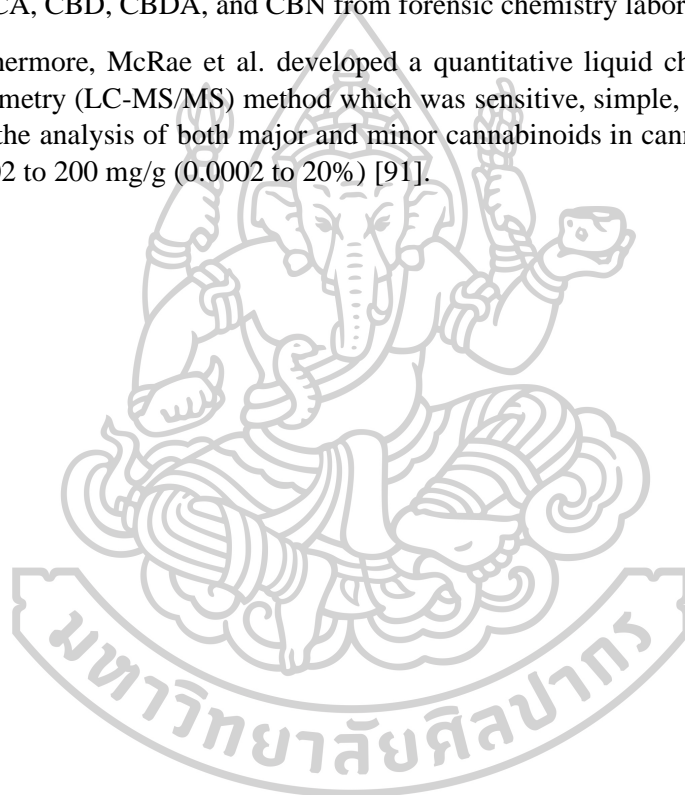 CA, CBD, CBDA, and CBN from forensic chemistry labor
hermore, McRae et al. developed a quantitative liquid ch
metry (LC-MS/MS) method which was sensitive, simple,
the analysis of both major and minor cannabinoids in cann
02 to 200 mg/g (0.0002 to 20%) [91].
มหาวิทยาลัยศิลปากร